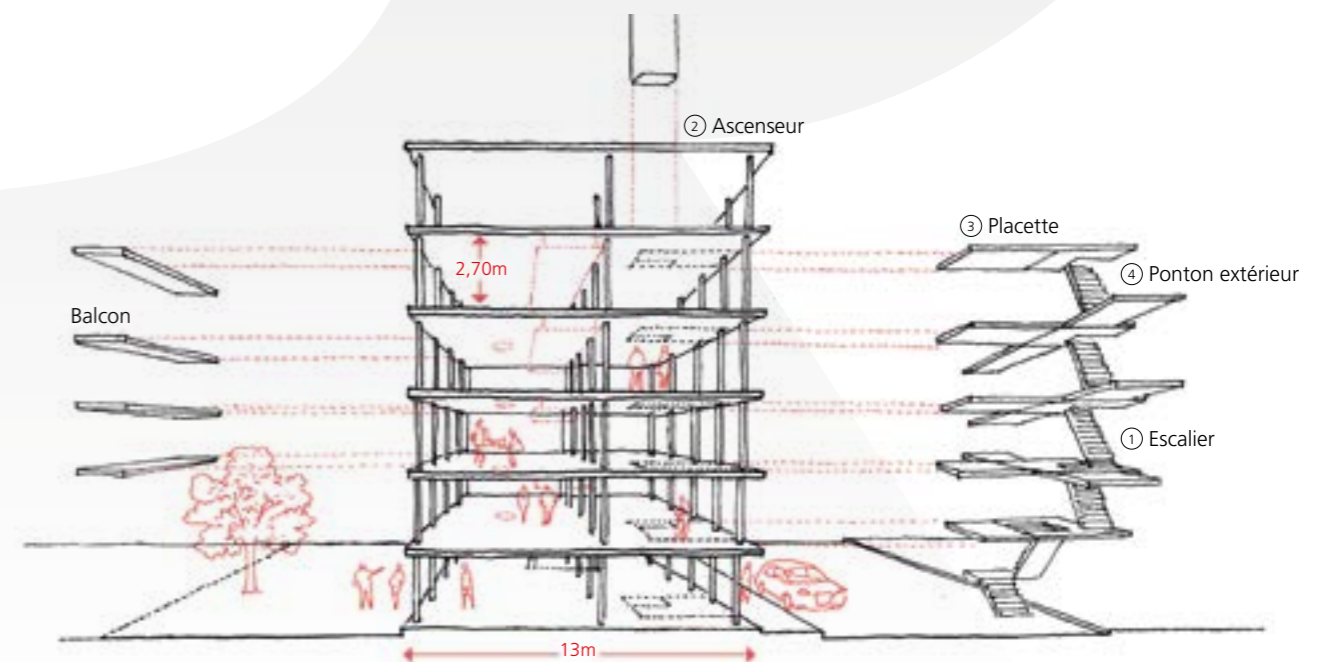 ② Ascenseur
③ Placette
2,70m
④ Ponton extérieur
Balcon
① Escalier
13m